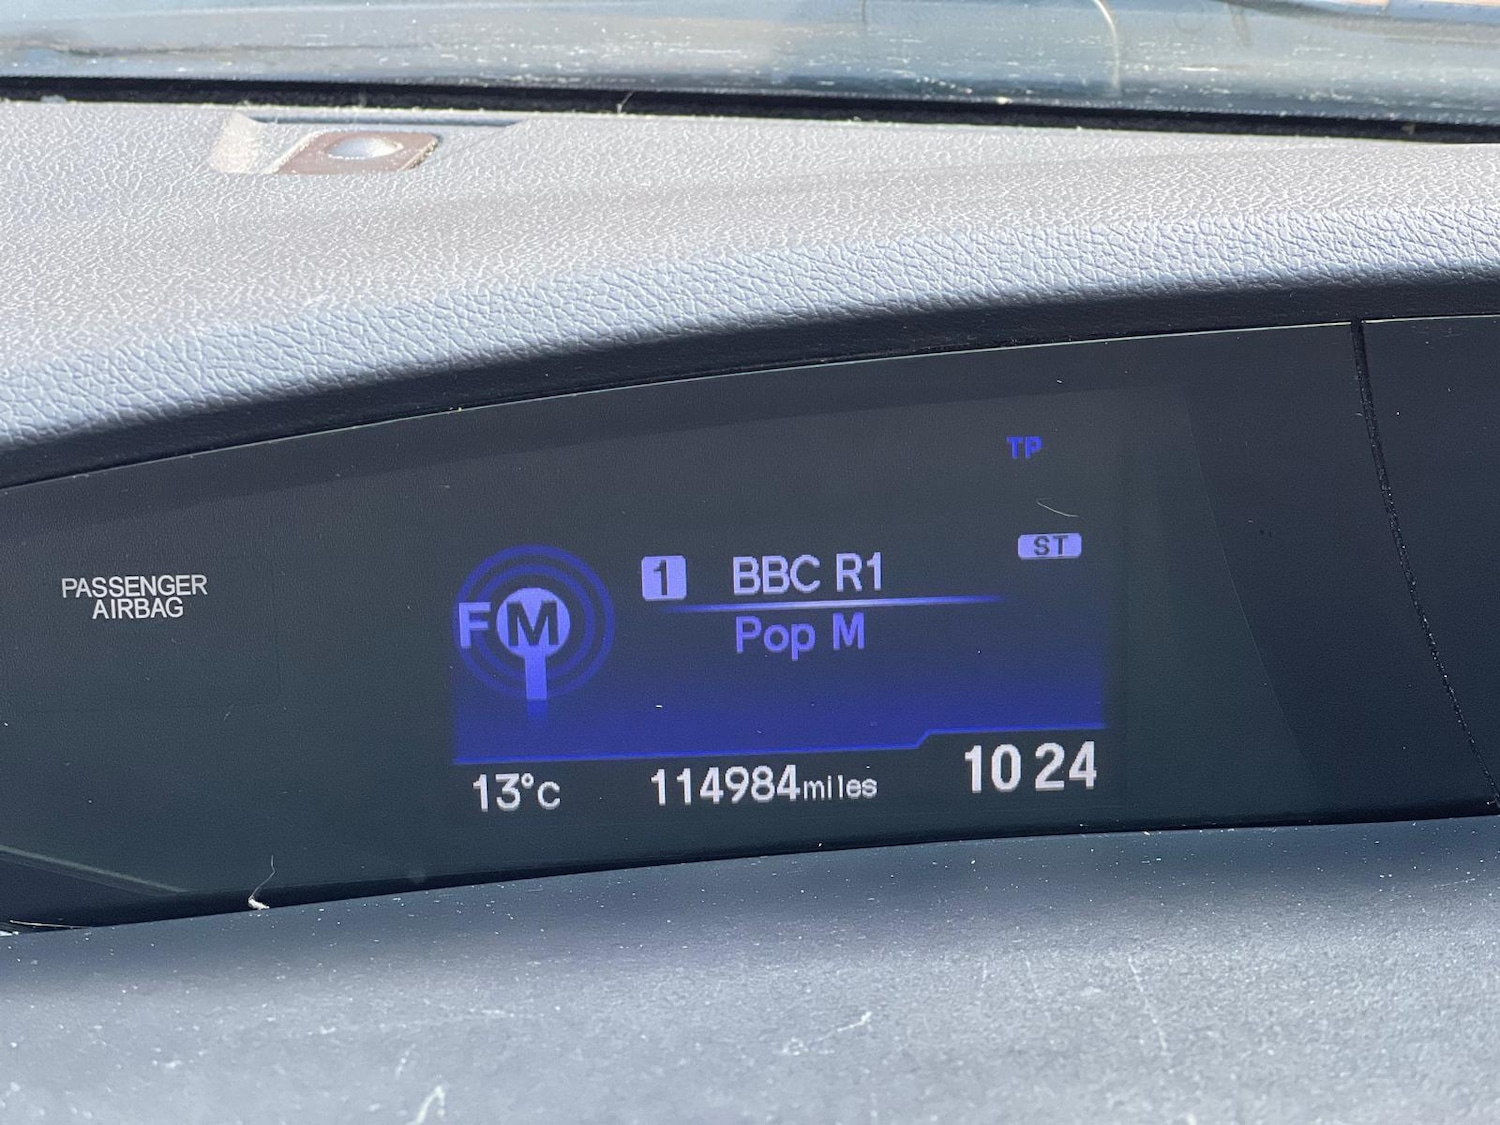 TP
ST
1 BBC R1
FM
Pop M
PASSENGER
AIRBAG
13°C 114984miles 10 24